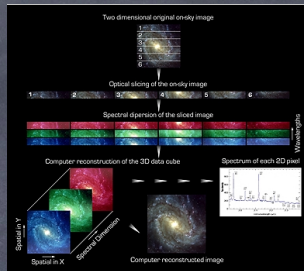 Two dimensional original on-sky image
1
2
3
4
5
6
Optical slicing of the on-sky image
1 2 3 4 5 6
Spectral dipersion of the sliced image
Wavelengths
Computer reconstruction of the 3D data cube
Spectrum of each 2D pixel
Spatial in Y
Spectral Dimension
Spatial in X
Computer reconstructed image